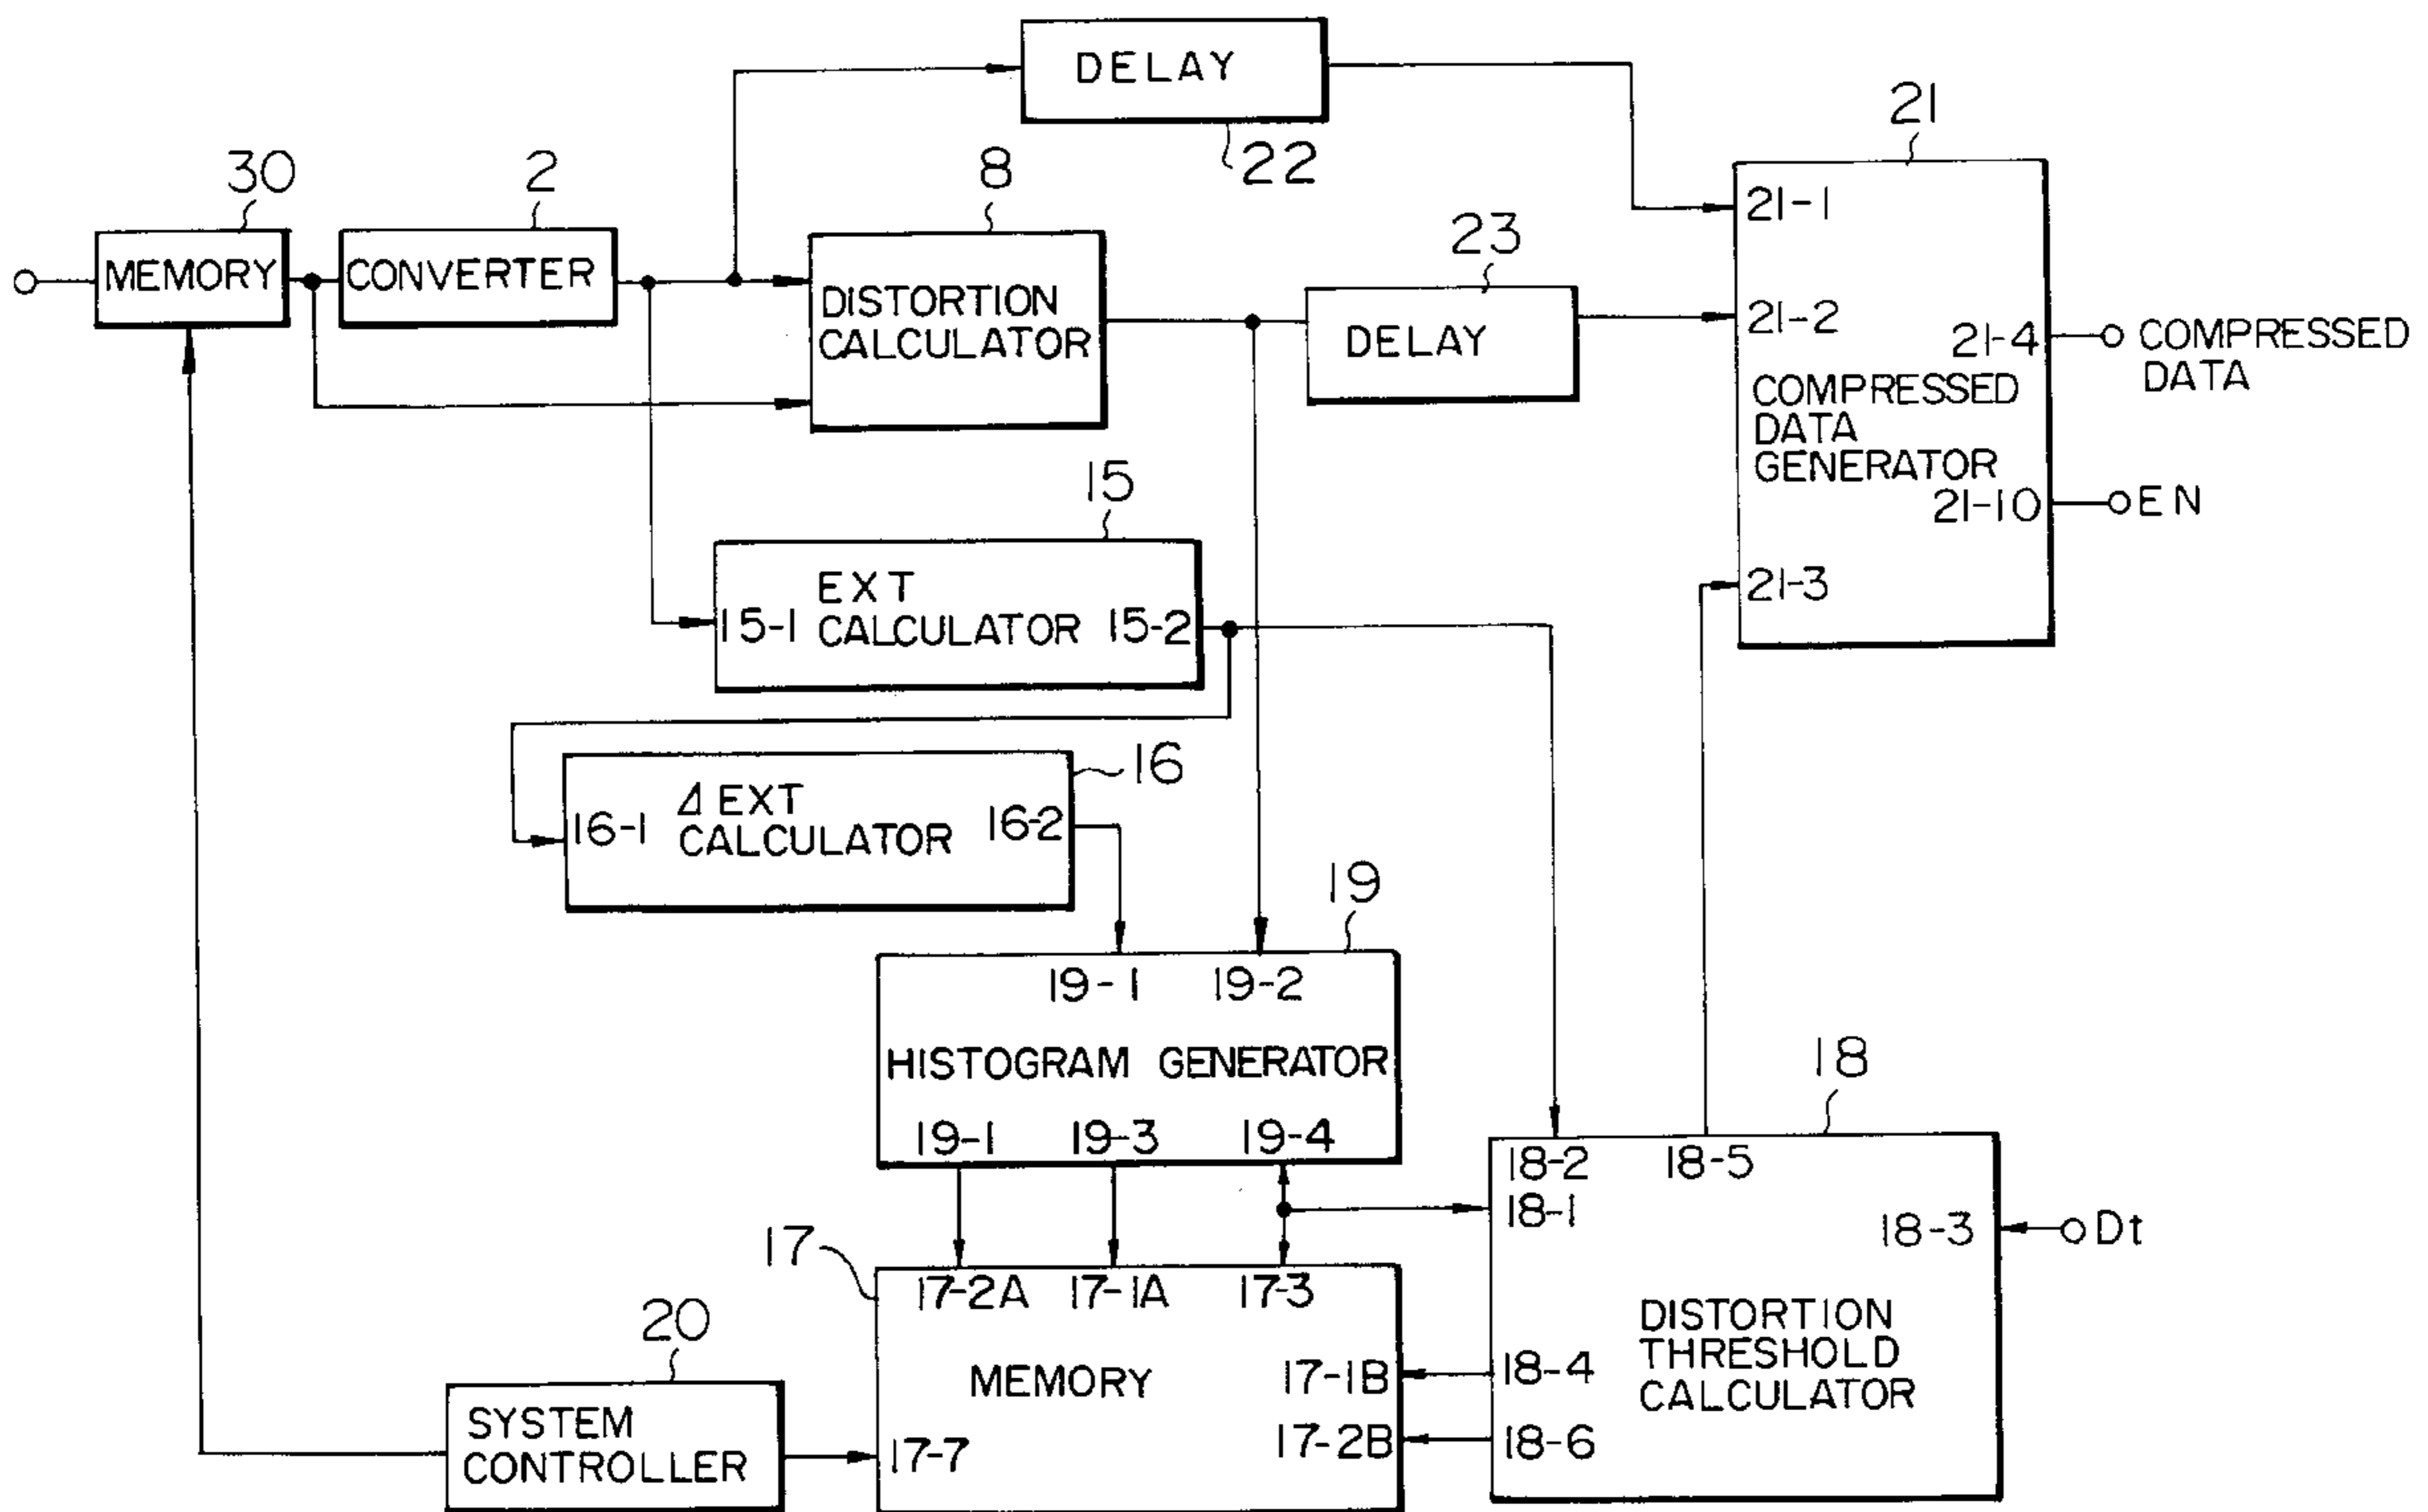 DELAY
22
21
30
2
8
MEMORY
CONVERTER
DISTORTION
CALCULATOR
23
DELAY
21-1
21-2
21-4
COMPRESSED
DATA
GENERATOR
21-10
21-3
COMPRESSED
DATA
EN
15
15-1
EXT
CALCULATOR
15-2
16
16-1
Δ EXT
CALCULATOR
16-2
19
19-1
19-2
HISTOGRAM GENERATOR
19-1
19-3
19-4
18
18-2
18-5
18-1
18-3
Dt
DISTORTION
THRESHOLD
CALCULATOR
18-4
18-6
17
17-2A
17-1A
17-3
MEMORY
17-1B
17-2B
17-7
20
SYSTEM
CONTROLLER